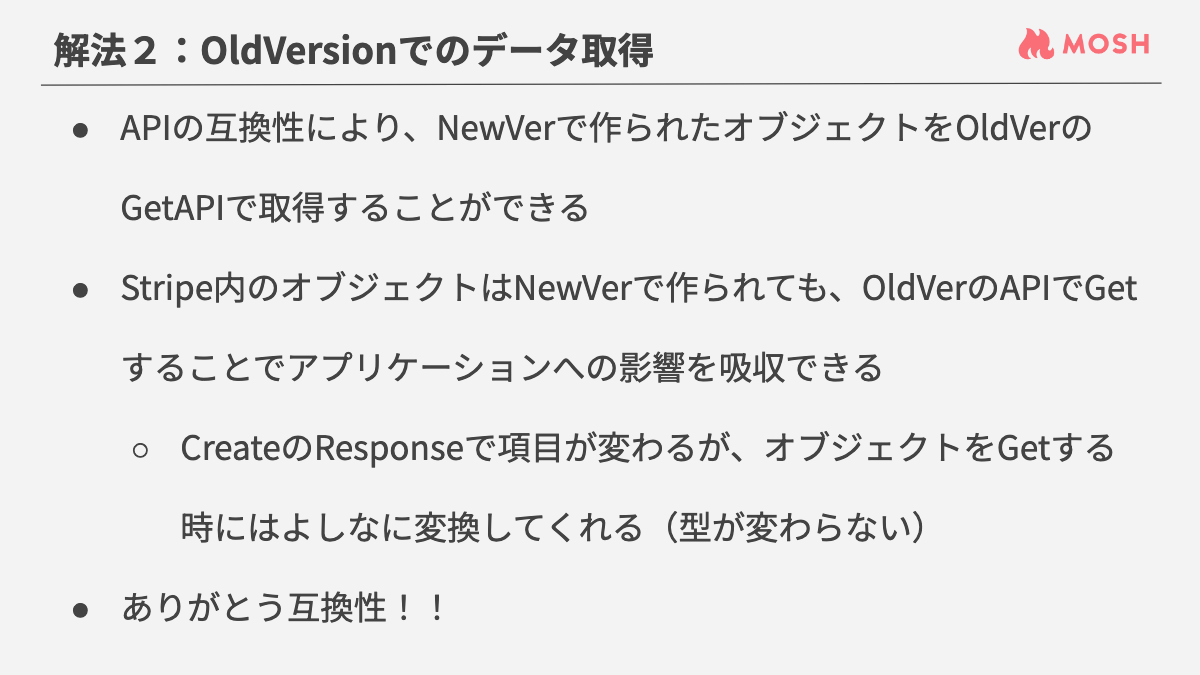 解法２：OldVersionでのデータ取得
MOSH
● APIの互換性により、NewVerで作られたオブジェクトをOldVerの
GetAPIで取得することができる
● Stripe内のオブジェクトはNewVerで作られても、OldVerのAPIでGet
することでアプリケーションへの影響を吸収できる
○ CreateのResponseで項目が変わるが、オブジェクトをGetする
時にはよしなに変換してくれる（型が変わらない）
● ありがとう互換性！！